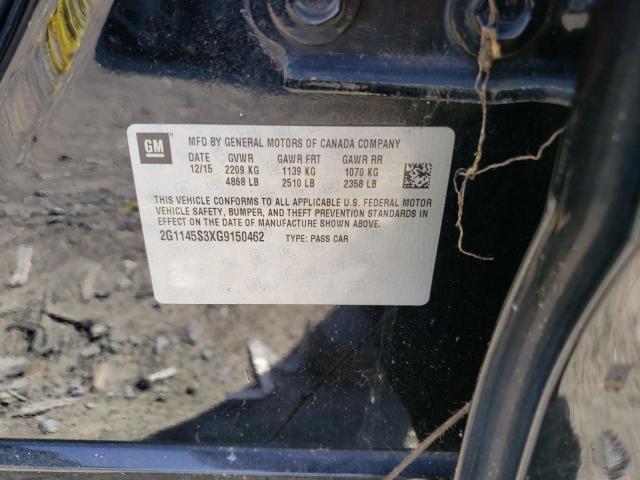 GM
MFD BY GENERAL MOTORS OF CANADA COMPANY
DATE GVWR GAWR FRT GAWR RR
12/15 2209 KG 1139 KG 1070 KG
4868 LB 2510 LB 2358 LB
THIS VEHICLE CONFORMS TO ALL APPLICABLE U.S. FEDERAL MOTOR
VEHICLE SAFETY, BUMPER, AND THEFT PREVENTION STANDARDS IN
EFFECT ON THE DATE OF MANUFACTURE SHOWN ABOVE.
2G1145S3XG9150462 TYPE: PASS CAR